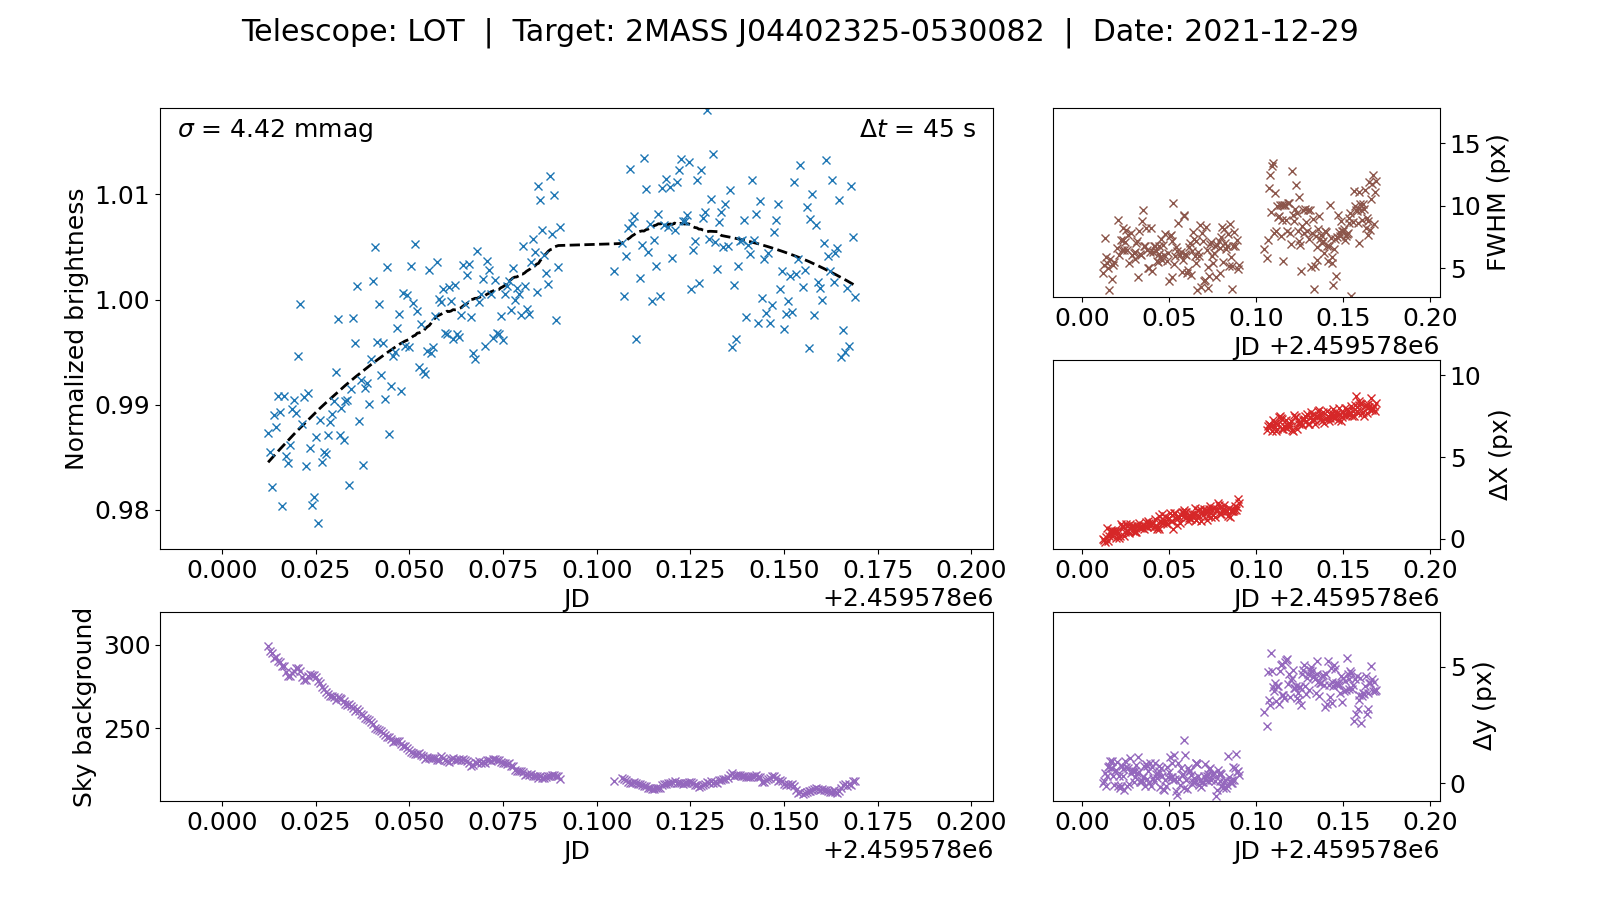 Telescope: LOT | Target: 2MASS J04402325-0530082 | Date: 2021-12-29
σ = 4.42 mmag
Δt = 45 s
Normalized brightness
1.01
1.00
0.99
0.98
0.000 0.025 0.050 0.075 0.100 0.125 0.150 0.175 0.200
JD
+2.459578e6
Sky background
300
250
0.000 0.025 0.050 0.075 0.100 0.125 0.150 0.175 0.200
JD
+2.459578e6
15
10
5
FWHM (px)
0.00 0.05 0.10 0.15 0.20
JD +2.459578e6
10
5
0
ΔX (px)
0.00 0.05 0.10 0.15 0.20
JD +2.459578e6
5
0
Δy (px)
0.00 0.05 0.10 0.15 0.20
JD +2.459578e6